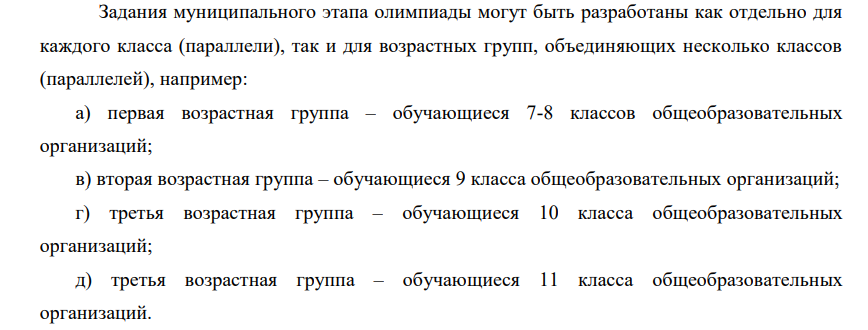 Задания муниципального этапа олимпиады могут быть разработаны как отдельно для
каждого класса (параллели), так и для возрастных групп, объединяющих несколько классов
(параллелей), например:
а) первая возрастная группа – обучающиеся 7-8 классов общеобразовательных
организаций;
в) вторая возрастная группа – обучающиеся 9 класса общеобразовательных организаций;
г) третья возрастная группа – обучающиеся 10 класса общеобразовательных
организаций;
д) третья возрастная группа – обучающиеся 11 класса общеобразовательных
организаций.